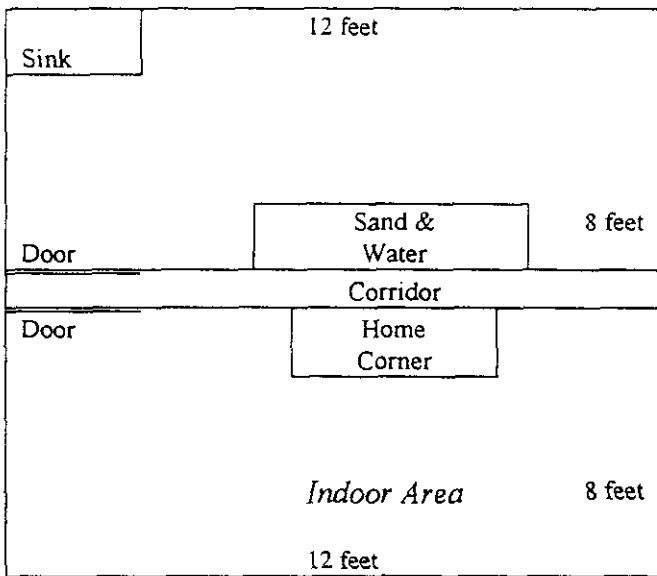 12 feet
Sink
Sand &
Water
8 feet
Door
Corridor
Door
Home
Corner
Indoor Area
8 feet
12 feet